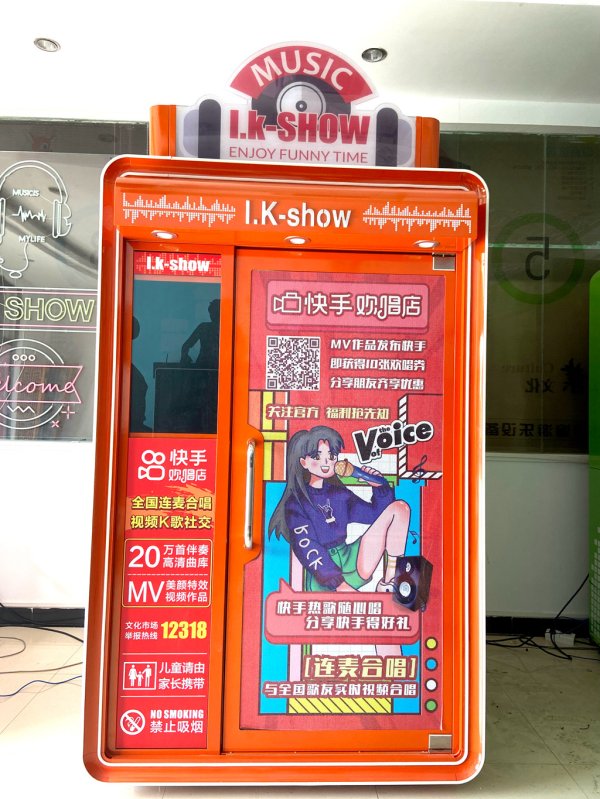 MUSIC
I.K-SHOW
ENJOY FUNNY TIME
I.K-show
MUSICIS
MYLIFE
SHOW
elcome
I.K-show
快手
欢唱店
全国连麦合唱
视频K歌社交
20万首伴奏
高清曲库
MV美颜特效
视频作品
文化市场
举报热线 12318
儿童请由
家长携带
NO SMOKING
禁止吸烟
快手欢唱店
MV作品发布快手
即获得10张欢唱券
分享朋友齐享优惠
关注官方 福利抢先知
the
Voice
of
ROCK
快手热歌随心唱
分享快手得好礼
[连麦合唱]
与全国歌友实时视频合唱
Culture
文化